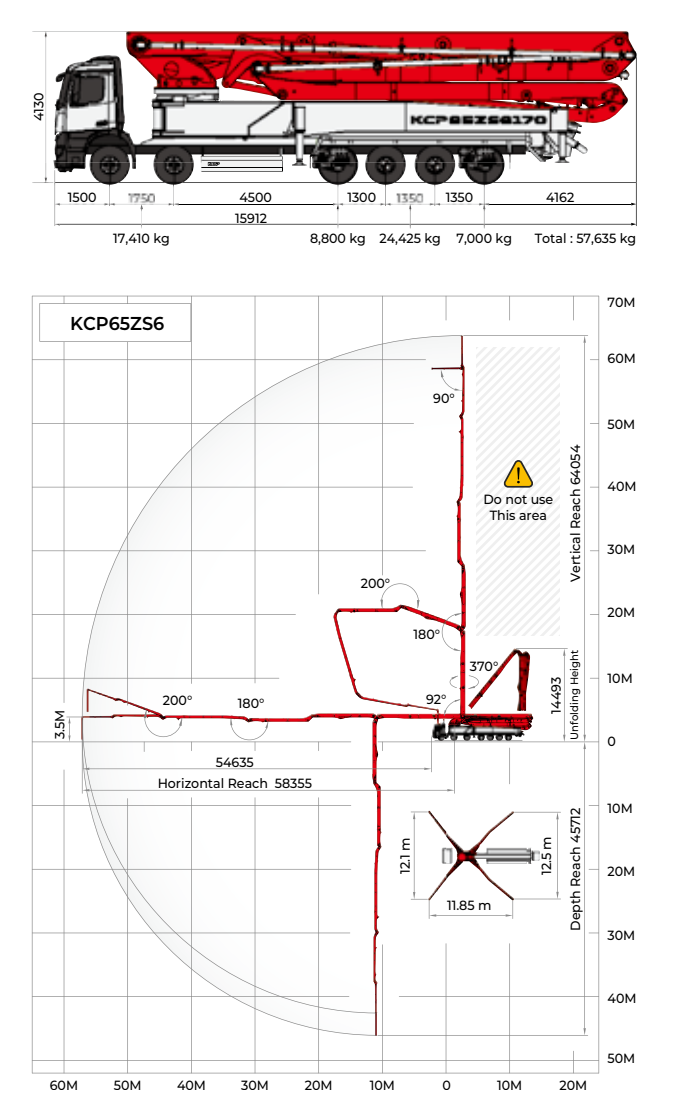 4130
KCP65ZS6170
1500
1750
4500
1300
1350
1350
4162
15912
17,410 kg
8,800 kg
24,425 kg
7,000 kg
Total : 57,635 kg
KCP65ZS6
70M
60M
50M
40M
30M
20M
10M
0
10M
20M
30M
40M
50M
90°
Do not use
This area
Vertical Reach 64054
200°
180°
370°
92°
14493
Unfolding Height
200°
180°
3.5M
54635
Horizontal Reach 58355
Depth Reach 45712
12.1 m
12.5 m
11.85 m
60M
50M
40M
30M
20M
10M
0
10M
20M